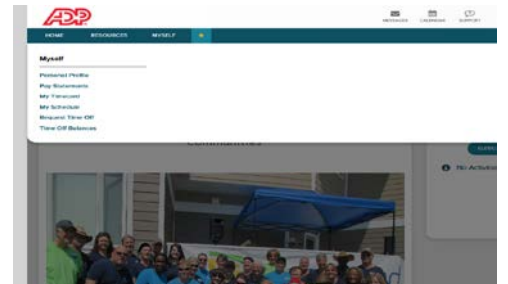 ADP
MESSAGES CALENDAR SUPPORT
HOME RESOURCES MYSELF
Myself
Personal Profile
Pay Statements
My Timecard
My Schedule
Request Time Off
Time Off Balances
Communities
No Activities